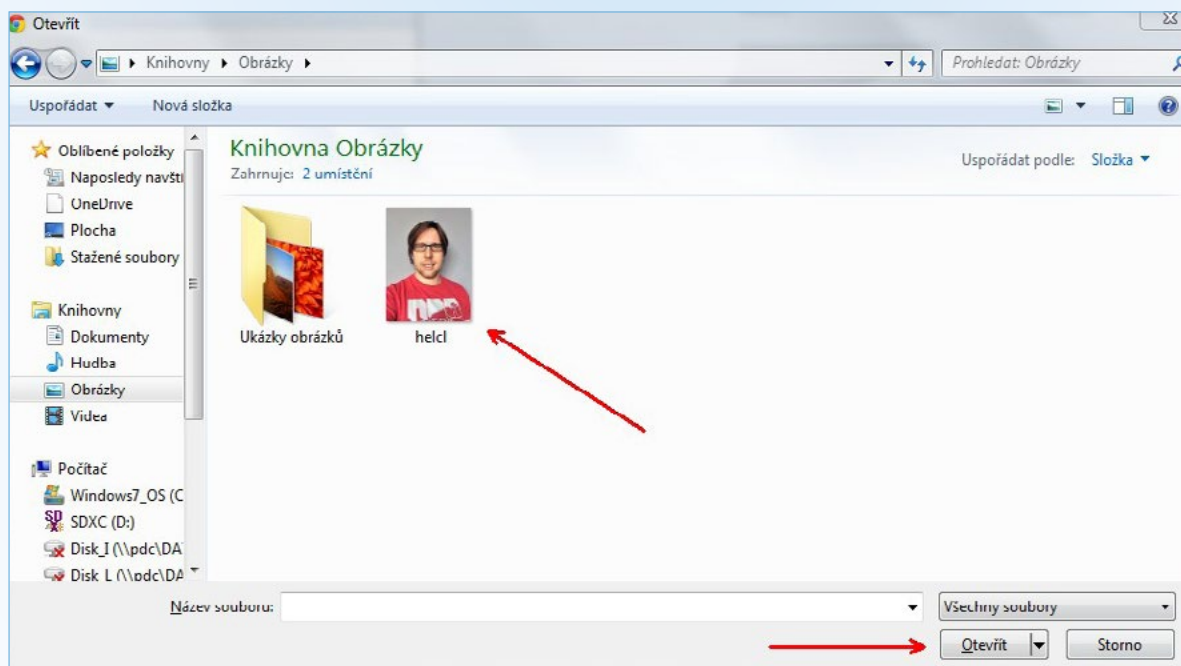 Otevřít
Knihovny
Obrázky
Prohledat: Obrázky
Uspořádat
Nová složka
Oblíbené položky
Naposledy navští
OneDrive
Plocha
Stažené soubory
Knihovny
Dokumenty
Hudba
Obrázky
Videa
Počítač
Windows7_OS (C
SDXC (D:)
Disk_I (\\pdc\DA
Disk_L (\\pdc\DA
Knihovna Obrázky
Zahrnuje: 2 umístění
Uspořádat podle: Složka
Ukázky obrázků
helcl
Název souboru:
Všechny soubory
Otevřít
Storno